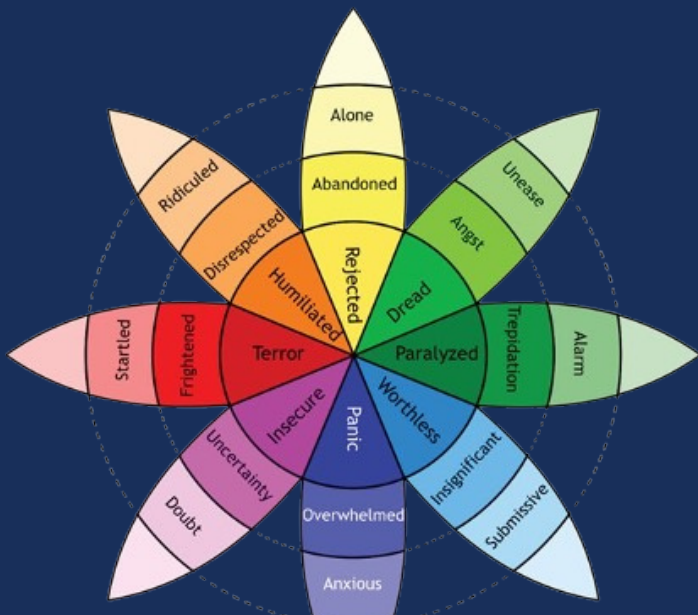 Alone
Abandoned
Rejected
Unease
Angst
Dread
Alarm
Trepidation
Paralyzed
Submissive
Insignificant
Worthless
Anxious
Overwhelmed
Panic
Doubt
Uncertainty
Insecure
Startled
Frightened
Terror
Ridiculed
Disrespected
Humiliated